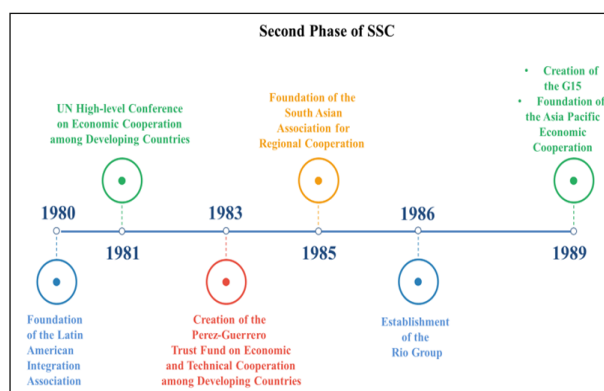 Second Phase of SSC
• Creation of
the G15
• Foundation of
the Asia Pacific
Economic
Cooperation
UN High-level Conference
on Economic Cooperation
among Developing Countries
Foundation of the
South Asian
Association for
Regional Cooperation
1980
1983
1986
1981
1985
1989
Foundation
of the Latin
American
Integration
Association
Creation of the
Perez-Guerrero
Trust Fund on Economic
and Technical Cooperation
among Developing Countries
Establishment
of the
Rio Group